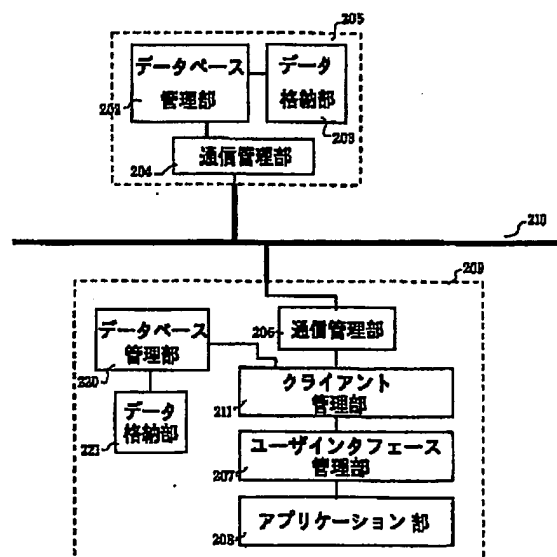 205
データベース
管理部
202
データ
格納部
203
通信管理部
204
210
209
206
通信管理部
データベース
管理部
220
クライアント
管理部
211
データ
格納部
221
ユーザインタフェース
管理部
207
アプリケーション部
208